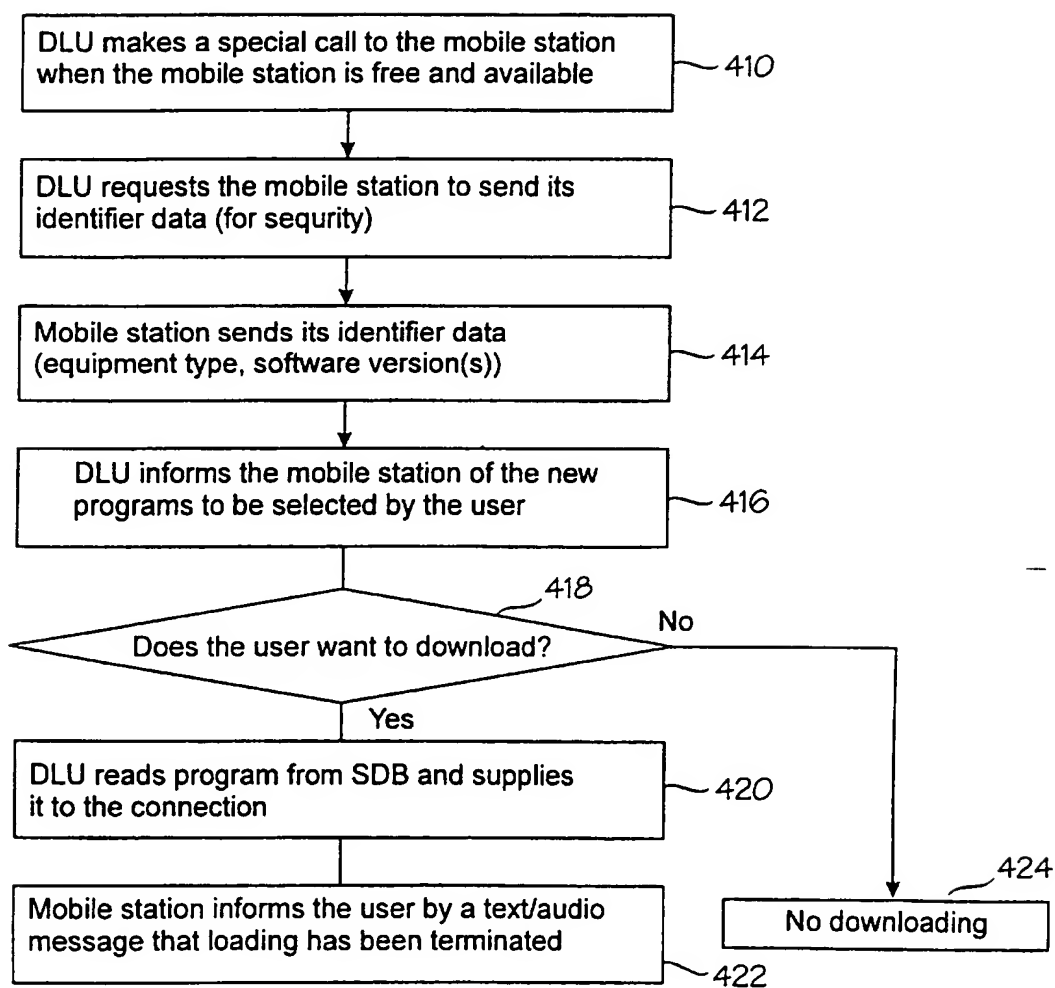 DLU makes a special call to the mobile station
when the mobile station is free and available
410
DLU requests the mobile station to send its
identifier data (for sequrity)
412
Mobile station sends its identifier data
(equipment type, software version(s))
414
DLU informs the mobile station of the new
programs to be selected by the user
416
418
Does the user want to download?
No
Yes
DLU reads program from SDB and supplies
it to the connection
420
Mobile station informs the user by a text/audio
message that loading has been terminated
422
424
No downloading